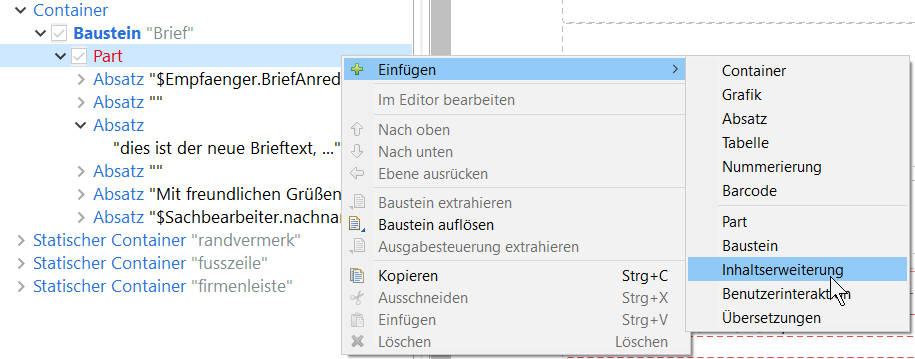 Container
Baustein "Brief"
Part
Absatz "$Empfaenger.BriefAnred
Absatz ""
Absatz
"dies ist der neue Brieftext, ..."
Absatz ""
Absatz "Mit freundlichen Grüßen
Absatz "$Sachbearbeiter.nachna
Statischer Container "randvermerk"
Statischer Container "fusszeile"
Statischer Container "firmenleiste"
Einfügen
Im Editor bearbeiten
Nach oben
Nach unten
Ebene ausrücken
Baustein extrahieren
Baustein auflösen
Ausgabesteuerung extrahieren
Kopieren Strg+C
Ausschneiden Strg+X
Einfügen Strg+V
Löschen Löschen
Container
Grafik
Absatz
Tabelle
Nummerierung
Barcode
Part
Baustein
Inhaltserweiterung
Benutzerinteraktion
Übersetzungen